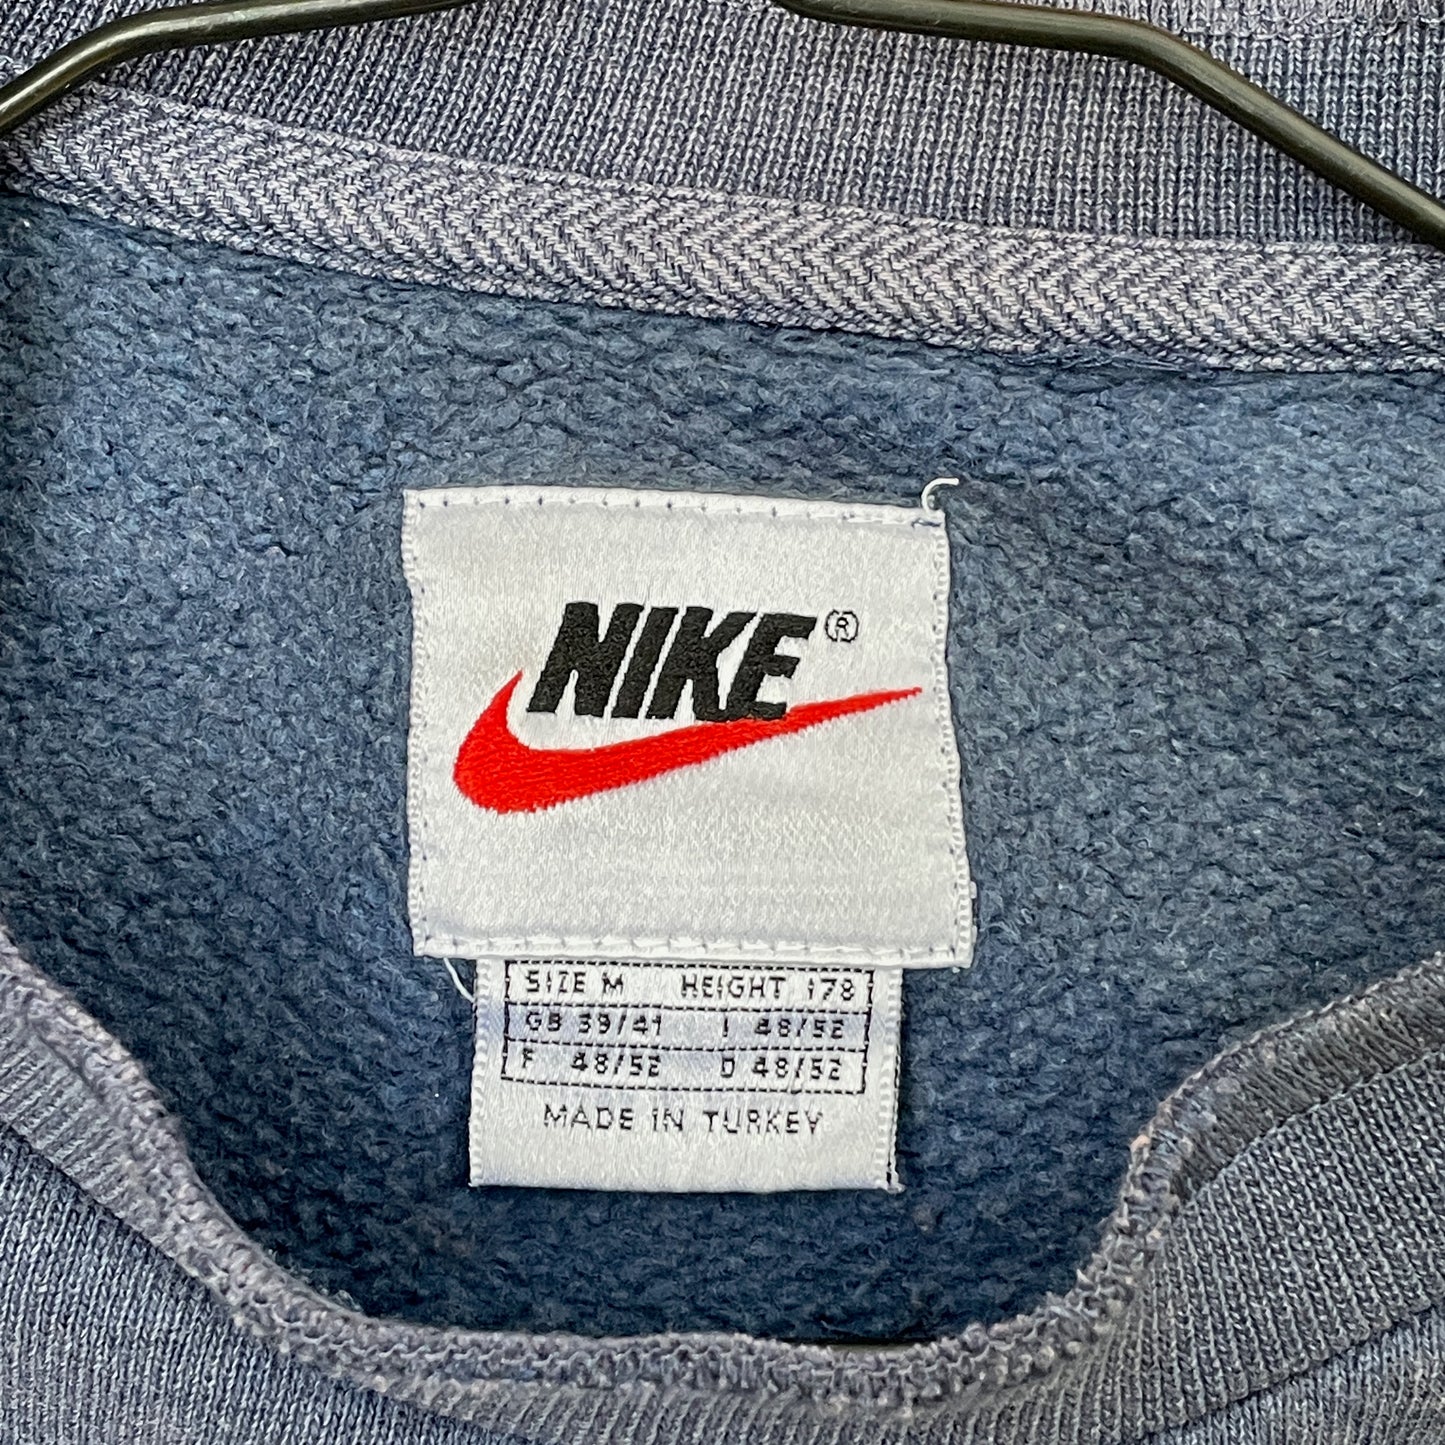 NIKE®
SIZE M HEIGHT 178
GB 39/41 I 48/52
F 48/52 D 48/52
MADE IN TURKEY